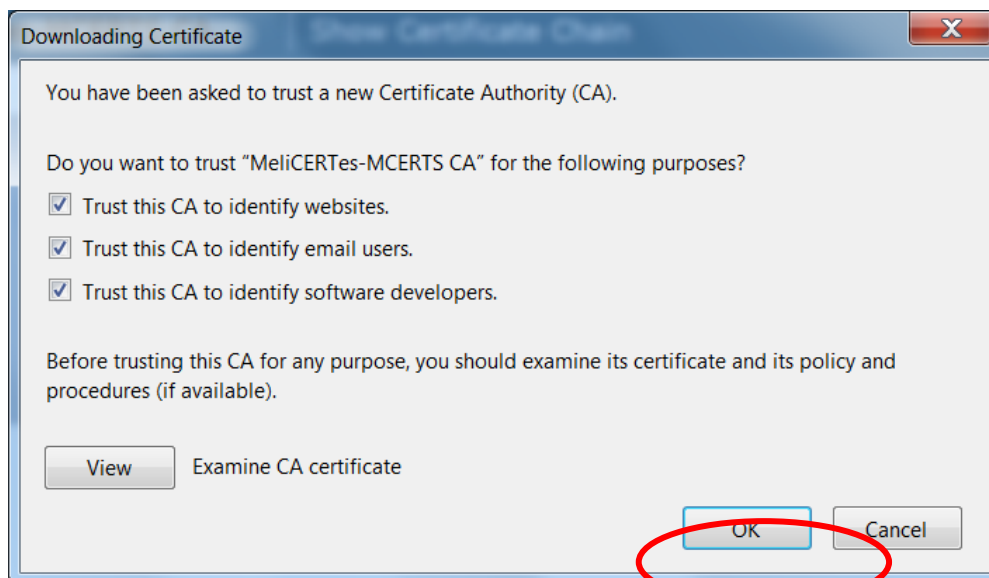 Downloading Certificate
Show Certificate Chain
You have been asked to trust a new Certificate Authority (CA).
Do you want to trust “MeliCERTes-MCERTS CA” for the following purposes?
Trust this CA to identify websites.
Trust this CA to identify email users.
Trust this CA to identify software developers.
Before trusting this CA for any purpose, you should examine its certificate and its policy and
procedures (if available).
View
Examine CA certificate
OK
Cancel